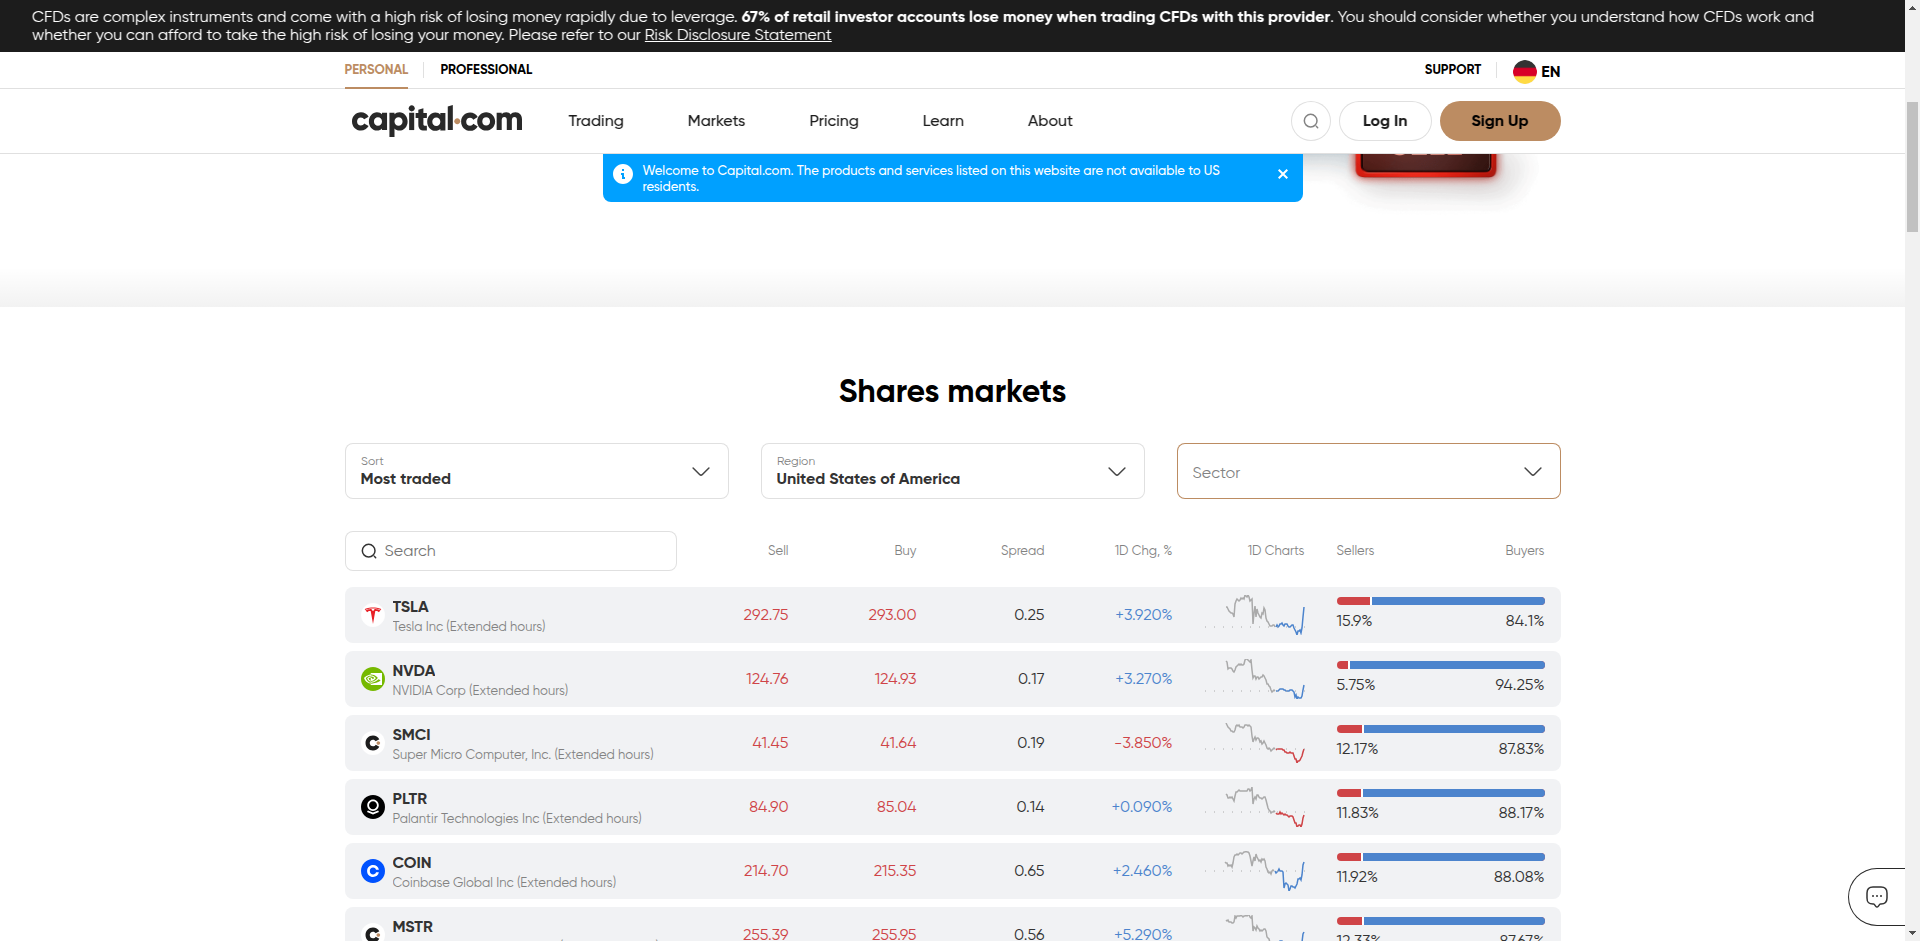 CFDs are complex instruments and come with a high risk of losing money rapidly due to leverage. 67% of retail investor accounts lose money when trading CFDs with this provider. You should consider whether you understand how CFDs work and
whether you can afford to take the high risk of losing your money. Please refer to our Risk Disclosure Statement
PERSONAL PROFESSIONAL SUPPORT EN
capital.com Trading Markets Pricing Learn About Log In Sign Up
Welcome to Capital.com. The products and services listed on this website are not available to US
residents.
Shares markets
Sort
Most traded
Region
United States of America
Sector
Search Sell Buy Spread 1D Chg, % 1D Charts Sellers Buyers
TSLA
Tesla Inc (Extended hours)
292.75 293.00 0.25 +3.920% 15.9% 84.1%
NVDA
NVIDIA Corp (Extended hours)
124.76 124.93 0.17 +3.270% 5.75% 94.25%
SMCI
Super Micro Computer, Inc. (Extended hours)
41.45 41.64 0.19 -3.850% 12.17% 87.83%
PLTR
Palantir Technologies Inc (Extended hours)
84.90 85.04 0.14 +0.090% 11.83% 88.17%
COIN
Coinbase Global Inc (Extended hours)
214.70 215.35 0.65 +2.460% 11.92% 88.08%
MSTR
255.39 255.95 0.56 +5.290% 12.33% 87.67%